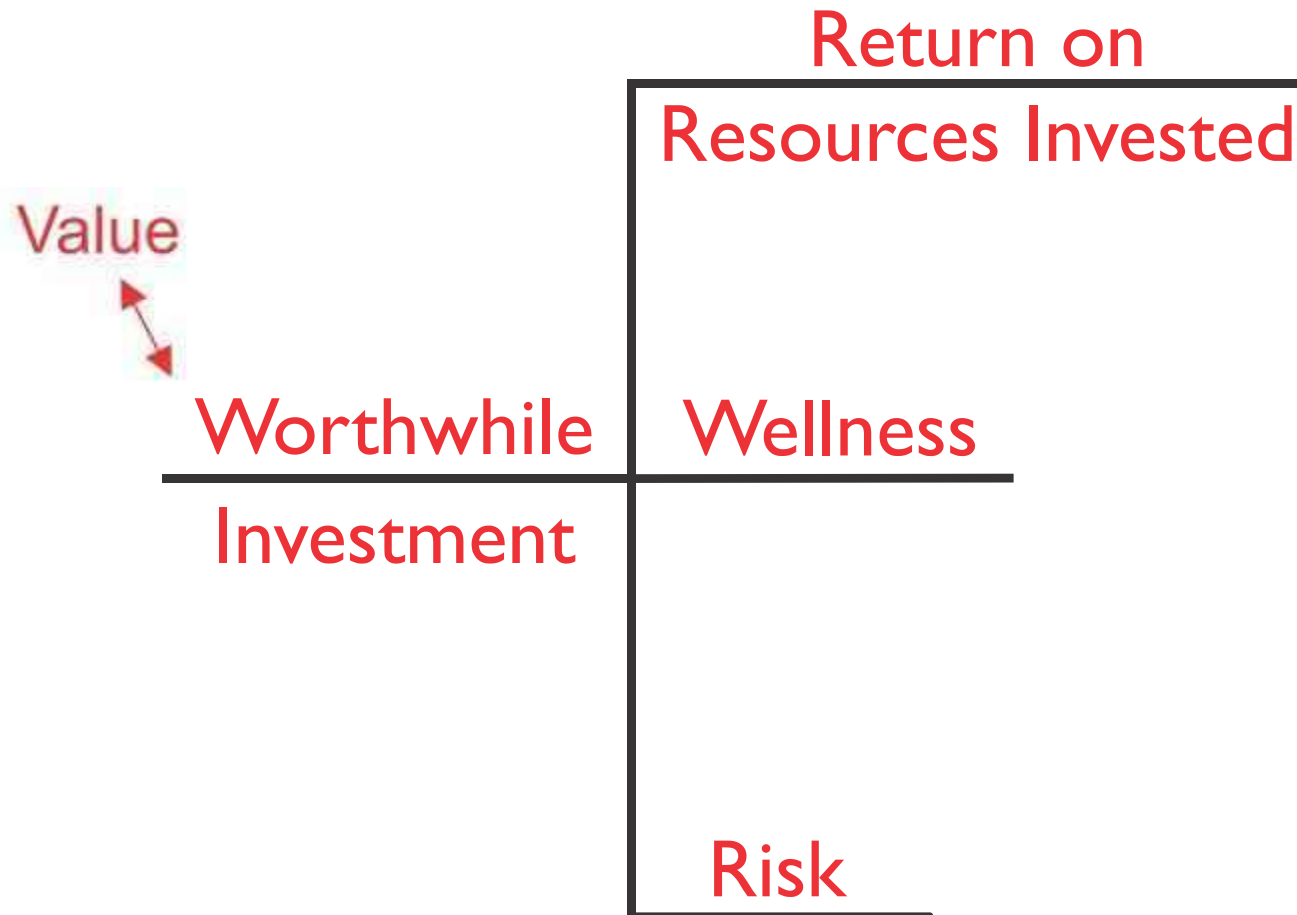 Return on
Resources Invested
Value
Worthwhile
Investment
Wellness
Risk